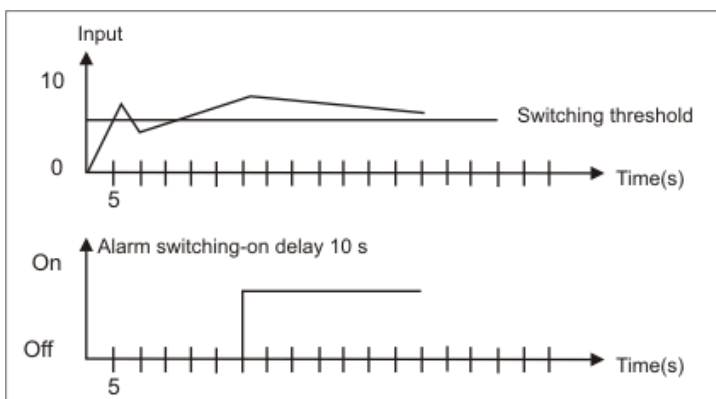 Input
10
Switching threshold
0
Time(s)
5
Alarm switching-on delay 10 s
On
Off
Time(s)
5